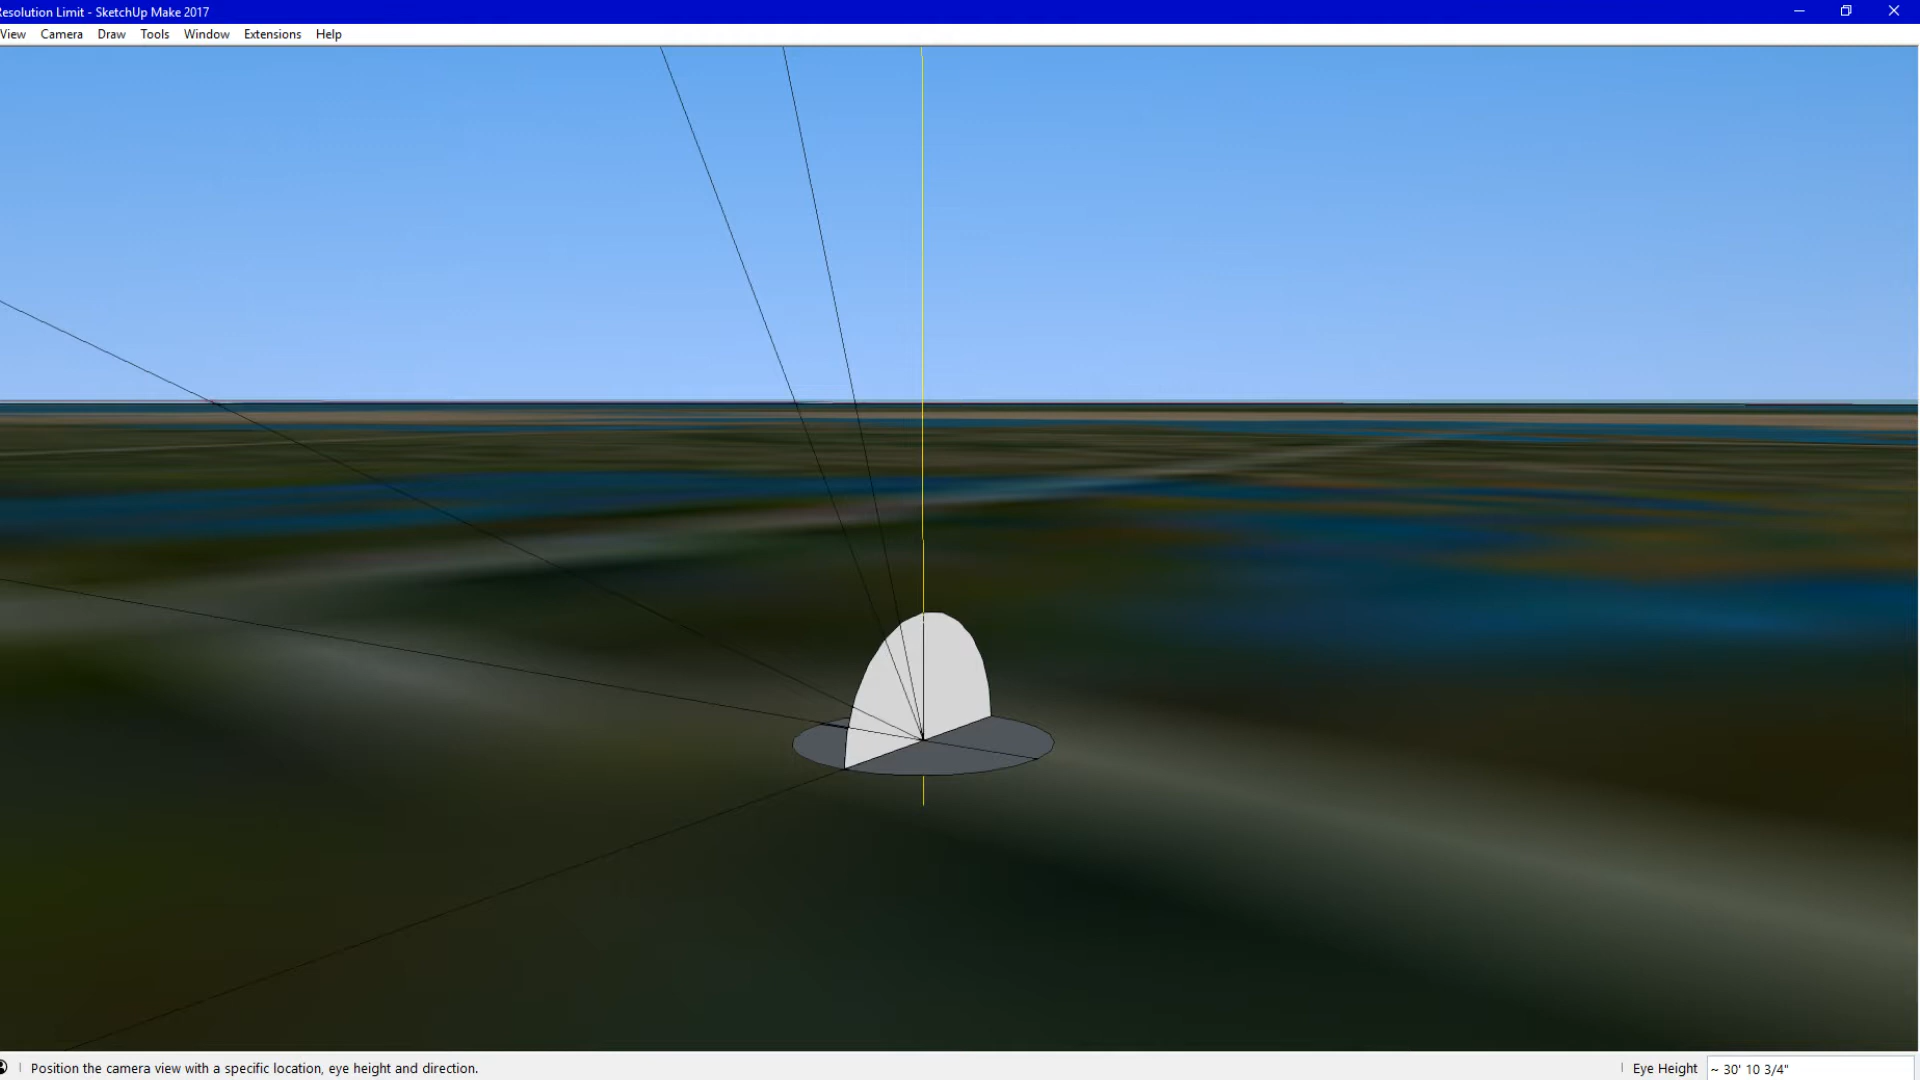 Resolution Limit - SketchUp Make 2017
View Camera Draw Tools Window Extensions Help
Position the camera view with a specific location, eye height and direction.
Eye Height ~ 30' 10 3/4"